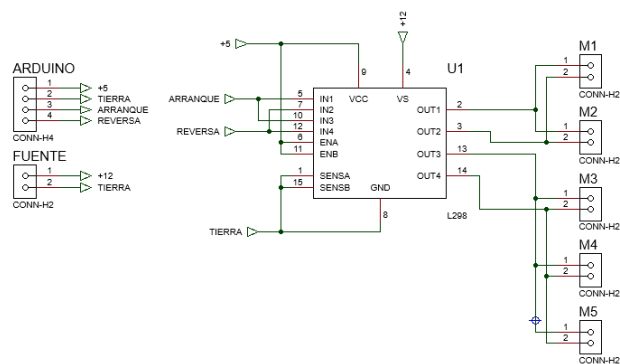 +12
+5
U1
9
4
VCC
VS
ARDUINO
1 +5
2 TIERRA
3 ARRANQUE
4 REVERSA
CONN-H4
FUENTE
1 +12
2 TIERRA
CONN-H2
ARRANQUE
REVERSA
TIERRA
5 IN1
7 IN2
10 IN3
12 IN4
6 ENA
11 ENB
1 SENSA
15 SENSB
GND
8
OUT1 2
OUT2 3
OUT3 13
OUT4 14
L298
M1
1
2
CONN-H2
M2
1
2
CONN-H2
M3
1
2
CONN-H2
M4
1
2
CONN-H2
M5
1
2
CONN-H2